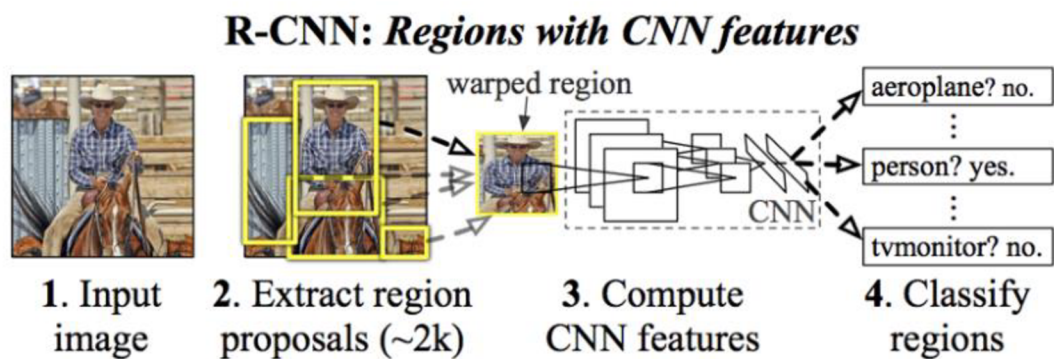 R-CNN: Regions with CNN features
warped region
aeroplane? no.
⋮
person? yes.
⋮
tvmonitor? no.
CNN
1. Input
image
2. Extract region
proposals (~2k)
3. Compute
CNN features
4. Classify
regions